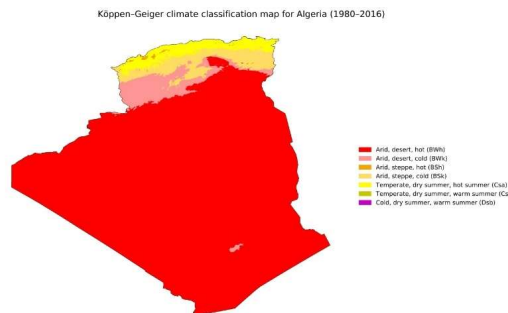 Köppen–Geiger climate classification map for Algeria (1980–2016)
Arid, desert, hot (BWh)
Arid, desert, cold (BWk)
Arid, steppe, hot (BSh)
Arid, steppe, cold (BSk)
Temperate, dry summer, hot summer (Csa)
Temperate, dry summer, warm summer (Cs
Cold, dry summer, warm summer (Dsb)